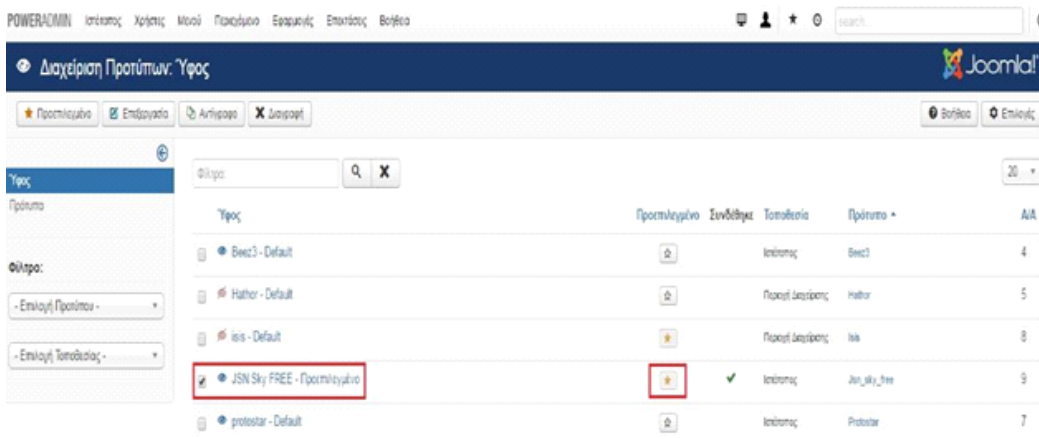 POWERADMIN Ιστότοπος Χρήστες Μενού Περιεχόμενο Εφαρμογές Επεκτάσεις Βοήθεια search...
Διαχείριση Προτύπων: Ύφος Joomla!
Προεπιλεγμένο Επεξεργασία Αντίγραφο Διαγραφή Βοήθεια Επιλογές
Ύφος
Πρότυπα
Φίλτρο:
- Επιλογή Προτύπου -
- Επιλογή Τοποθεσίας -
Φίλτρο 20
Ύφος Προεπιλεγμένο Συνδέθηκε Τοποθεσία Πρότυπο Α/Α
Beez3 - Default Ιστότοπος Beez3 4
Hathor - Default Περιοχή Διαχείρισης Hathor 5
isis - Default Περιοχή Διαχείρισης Isis 8
JSN Sky FREE - Προεπιλεγμένο Ιστότοπος Jsn_sky_free 9
protostar - Default Ιστότοπος Protostar 7